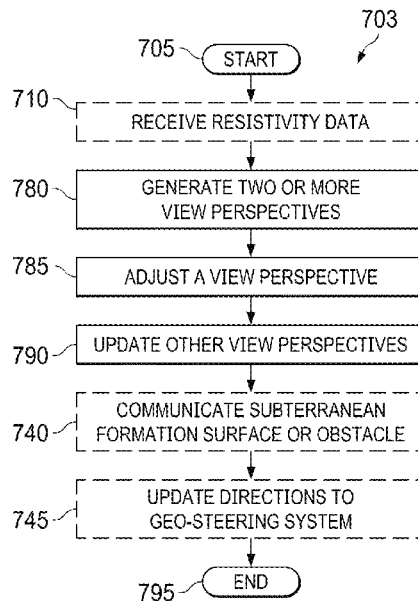 703
705
START
710
RECEIVE RESISTIVITY DATA
780
GENERATE TWO OR MORE
VIEW PERSPECTIVES
785
ADJUST A VIEW PERSPECTIVE
790
UPDATE OTHER VIEW PERSPECTIVES
740
COMMUNICATE SUBTERRANEAN
FORMATION SURFACE OR OBSTACLE
745
UPDATE DIRECTIONS TO
GEO-STEERING SYSTEM
795
END